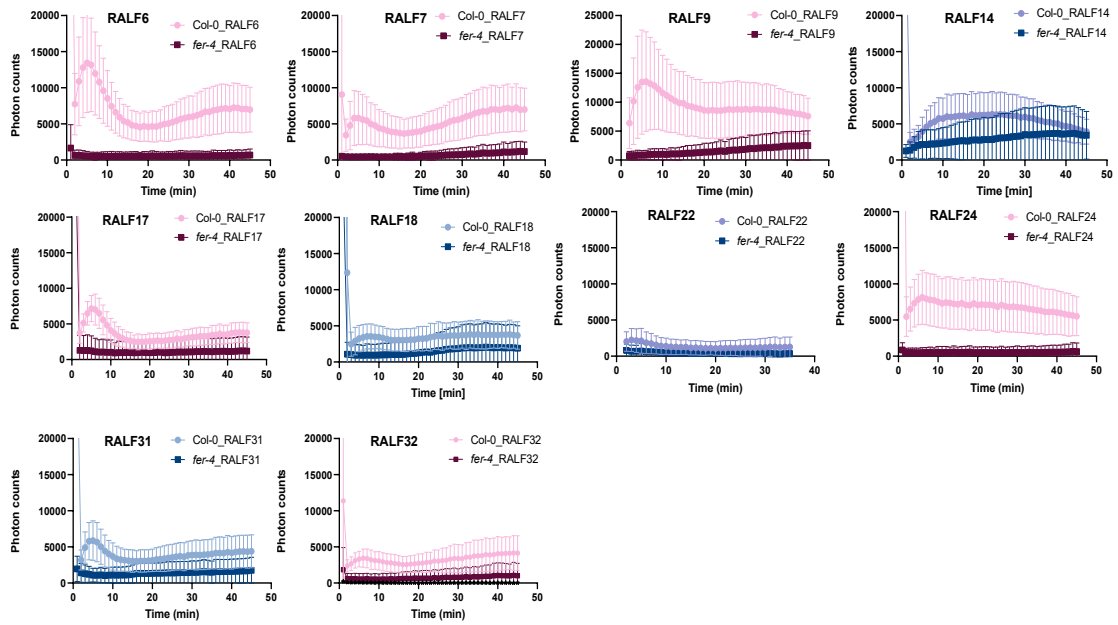 RALF6
Col-0_RALF6
fer-4_RALF6
Photon counts
20000
15000
10000
5000
0
0 10 20 30 40 50
Time (min)
RALF7
Col-0_RALF7
fer-4_RALF7
Photon counts
20000
15000
10000
5000
0
0 10 20 30 40 50
Time (min)
RALF9
Col-0_RALF9
fer-4_RALF9
Photon counts
25000
20000
15000
10000
5000
0
0 10 20 30 40 50
Time (min)
RALF14
Col-0_RALF14
fer-4_RALF14
Photon counts
20000
15000
10000
5000
0
0 10 20 30 40 50
Time [min]
RALF17
Col-0_RALF17
fer-4_RALF17
Photon counts
20000
15000
10000
5000
0
0 10 20 30 40 50
Time (min)
RALF18
Col-0_RALF18
fer-4_RALF18
Photon counts
20000
15000
10000
5000
0
0 10 20 30 40 50
Time [min]
RALF22
Col-0_RALF22
fer-4_RALF22
Photon counts
20000
15000
10000
5000
0
0 10 20 30 40
Time (min)
RALF24
Col-0_RALF24
fer-4_RALF24
Photon counts
20000
15000
10000
5000
0
0 10 20 30 40 50
Time (min)
RALF31
Col-0_RALF31
fer-4_RALF31
Photon counts
20000
15000
10000
5000
0
0 10 20 30 40 50
Time (min)
RALF32
Col-0_RALF32
fer-4_RALF32
Photon counts
20000
15000
10000
5000
0
0 10 20 30 40 50
Time (min)